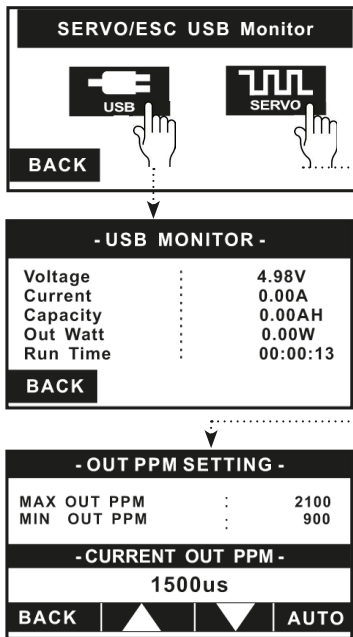 SERVO/ESC USB Monitor
USB SERVO
BACK
- USB MONITOR -
Voltage : 4.98V
Current : 0.00A
Capacity : 0.00AH
Out Watt : 0.00W
Run Time : 00:00:13
BACK
- OUT PPM SETTING -
MAX OUT PPM : 2100
MIN OUT PPM : 900
- CURRENT OUT PPM -
1500us
BACK AUTO